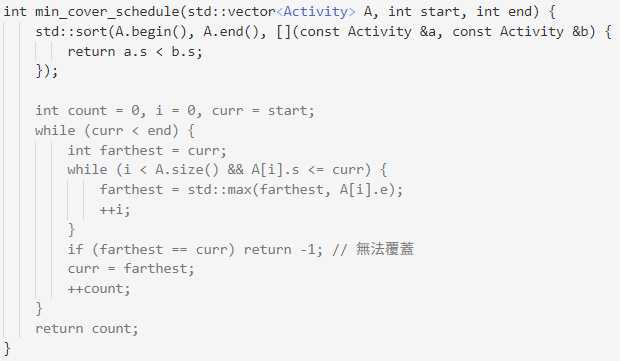 int min_cover_schedule(std::vector<Activity> A, int start, int end) {
    std::sort(A.begin(), A.end(), [](const Activity &a, const Activity &b) {
        return a.s < b.s;
    });

    int count = 0, i = 0, curr = start;
    while (curr < end) {
        int farthest = curr;
        while (i < A.size() && A[i].s <= curr) {
            farthest = std::max(farthest, A[i].e);
            ++i;
        }
        if (farthest == curr) return -1; // 無法覆蓋
        curr = farthest;
        ++count;
    }
    return count;
}